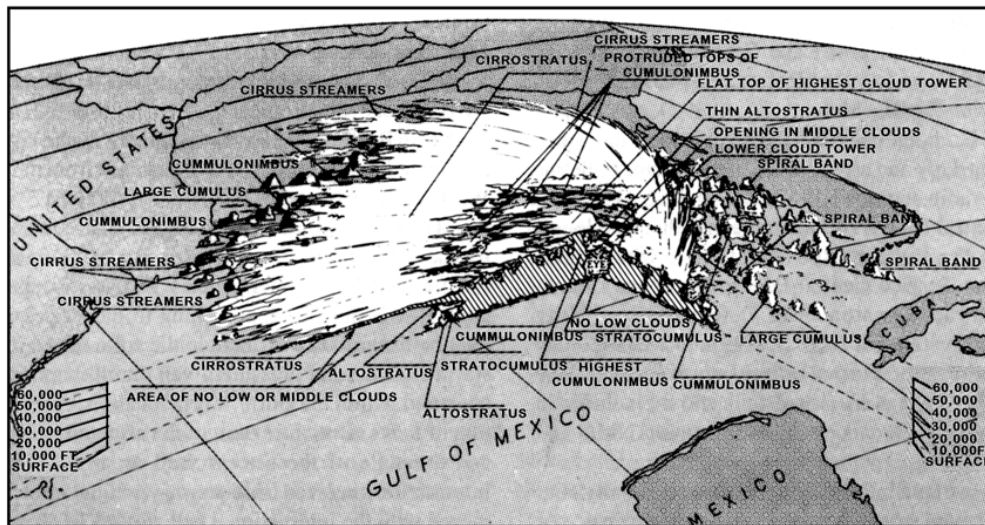 CIRRUS STREAMERS
CIRROSTRATUS
PROTRUDED TOPS OF
CUMULONIMBUS
FLAT TOP OF HIGHEST CLOUD TOWER
CIRRUS STREAMERS
THIN ALTOSTRATUS
OPENING IN MIDDLE CLOUDS
LOWER CLOUD TOWER
SPIRAL BAND
UNITED STATES
CUMMULONIMBUS
LARGE CUMULUS
CUMMULONIMBUS
SPIRAL BAND
CIRRUS STREAMERS
EYE
SPIRAL BAND
CIRRUS STREAMERS
CUMMULONIMBUS
NO LOW CLOUDS
STRATOCUMULUS
LARGE CUMULUS
CUBA
CIRROSTRATUS
ALTOSTRATUS
STRATOCUMULUS
HIGHEST
CUMULONIMBUS
CUMMULONIMBUS
AREA OF NO LOW OR MIDDLE CLOUDS
ALTOSTRATUS
60,000
50,000
40,000
30,000
20,000
10,000 FT
SURFACE
GULF OF MEXICO
60,000
50,000
40,000
30,000
20,000
10,000F
SURFACE
MEXICO